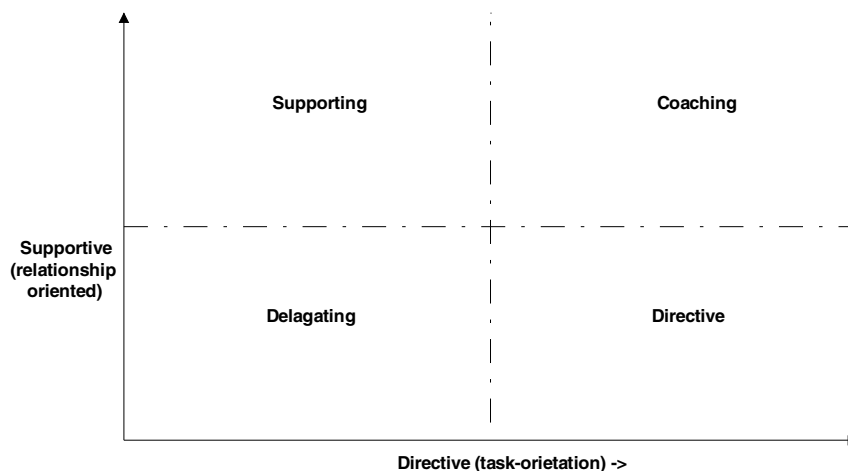 Supporting
Coaching
Supportive
(relationship
oriented)
Delagating
Directive
Directive (task-orietation) ->